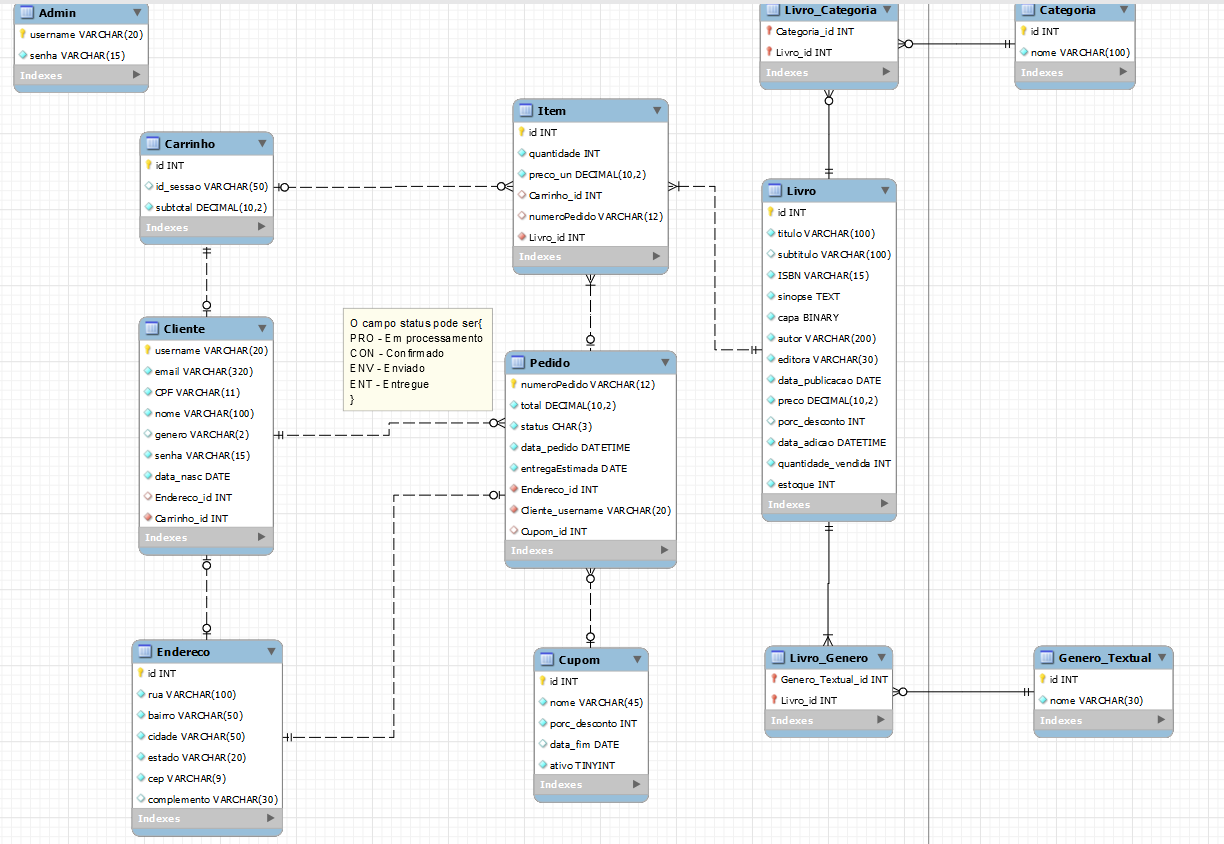 Admin
username VARCHAR(20)
senha VARCHAR(15)
Indexes
Livro_Categoria
Categoria_id INT
Livro_id INT
Indexes
Categoria
id INT
nome VARCHAR(100)
Indexes
Carrinho
id INT
id_sessao VARCHAR(50)
subtotal DECIMAL(10,2)
Indexes
Item
id INT
quantidade INT
preco_un DECIMAL(10,2)
Carrinho_id INT
numeroPedido VARCHAR(12)
Livro_id INT
Indexes
Livro
id INT
titulo VARCHAR(100)
subtitulo VARCHAR(100)
ISBN VARCHAR(15)
sinopse TEXT
capa BINARY
autor VARCHAR(200)
editora VARCHAR(30)
data_publicacao DATE
preco DECIMAL(10,2)
porc_desconto INT
data_adicao DATETIME
quantidade_vendida INT
estoque INT
Indexes
Cliente
username VARCHAR(20)
email VARCHAR(320)
CPF VARCHAR(11)
nome VARCHAR(100)
genero VARCHAR(2)
senha VARCHAR(15)
data_nasc DATE
Endereco_id INT
Carrinho_id INT
Indexes
O campo status pode ser{
PRO - Em processamento
CON - Confirmado
ENV - Enviado
ENT - Entregue
}
Pedido
numeroPedido VARCHAR(12)
total DECIMAL(10,2)
status CHAR(3)
data_pedido DATETIME
entregaEstimada DATE
Endereco_id INT
Cliente_username VARCHAR(20)
Cupom_id INT
Indexes
Endereco
id INT
rua VARCHAR(100)
bairro VARCHAR(50)
cidade VARCHAR(50)
estado VARCHAR(20)
cep VARCHAR(9)
complemento VARCHAR(30)
Indexes
Cupom
id INT
nome VARCHAR(45)
porc_desconto INT
data_fim DATE
ativo TINYINT
Indexes
Livro_Genero
Genero_Textual_id INT
Livro_id INT
Indexes
Genero_Textual
id INT
nome VARCHAR(30)
Indexes